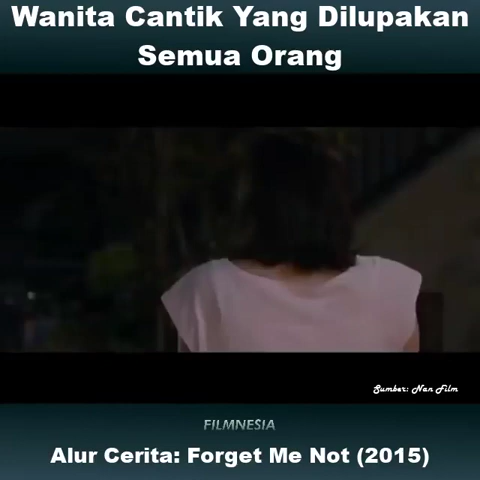 Wanita Cantik Yang Dilupakan
Semua Orang
Sumber: Nan Film
FILMNESIA
Alur Cerita: Forget Me Not (2015)